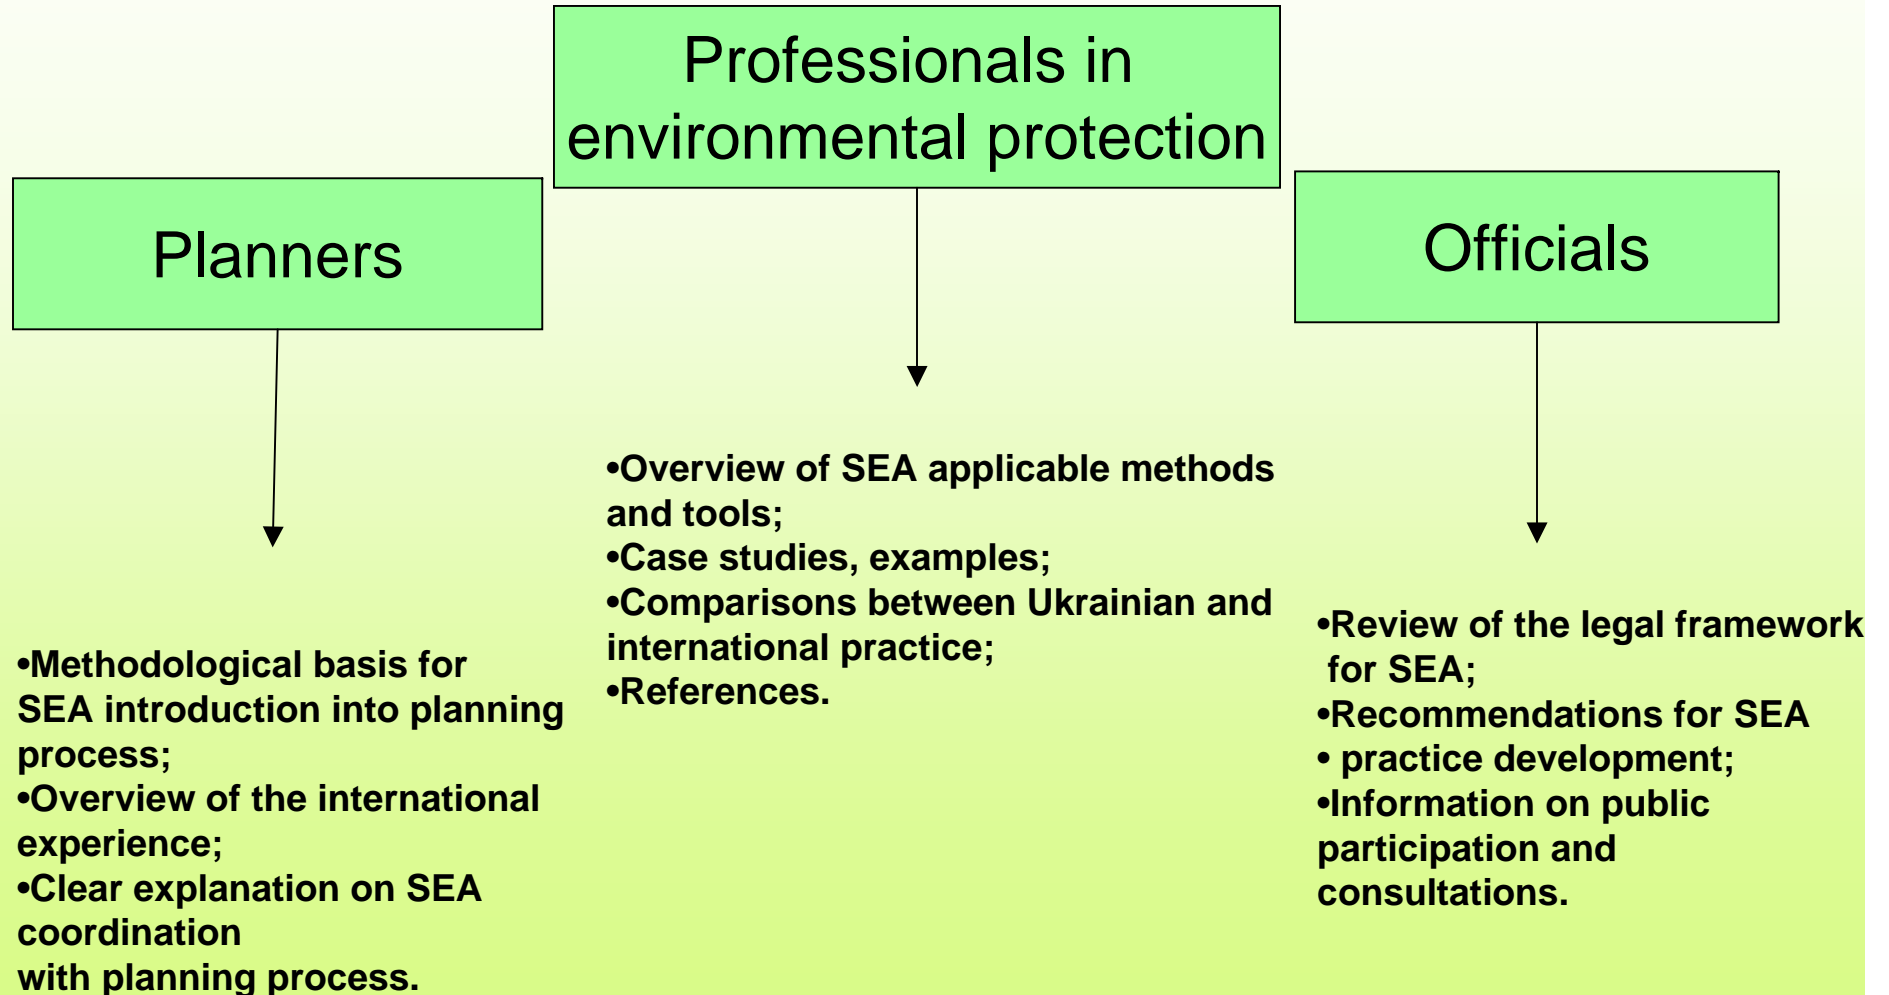 Professionals in
environmental protection
Planners
Officials
•Overview of SEA applicable methods
and tools;
•Case studies, examples;
•Comparisons between Ukrainian and
international practice;
•References.
•Methodological basis for
SEA introduction into planning
process;
•Overview of the international
experience;
•Clear explanation on SEA
coordination
with planning process.
•Review of the legal framework
for SEA;
•Recommendations for SEA
• practice development;
•Information on public
participation and
consultations.